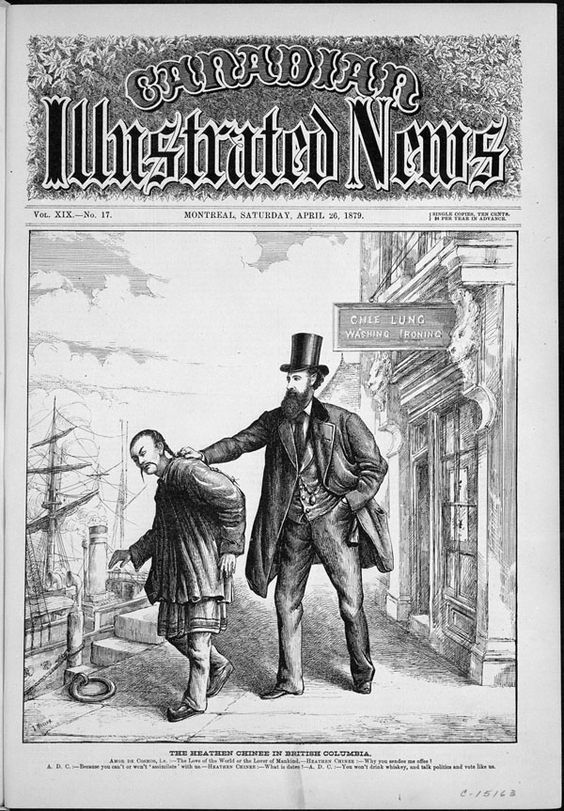 CANADIAN
Illustrated News
VOL. XIX.—No. 17.
MONTREAL, SATURDAY, APRIL 26, 1879.
SINGLE COPIES, TEN CENTS.
$4 PER YEAR IN ADVANCE.
CHLE LUNG
WASHING IRONING
THE HEATHEN CHINEE IN BRITISH COLUMBIA.
AMOR DE COSMOS, i.e. :—The Love of the World or the Lover of Mankind.—HEATHEN CHINEE :—Why you sendee me offee ?
A. D. C. :—Because you can't or won't "assimilate" with us.—HEATHEN CHINEE :—What is datee ?—A. D. C. :—You won't drink whiskey, and talk politics and vote like us.
C-15163